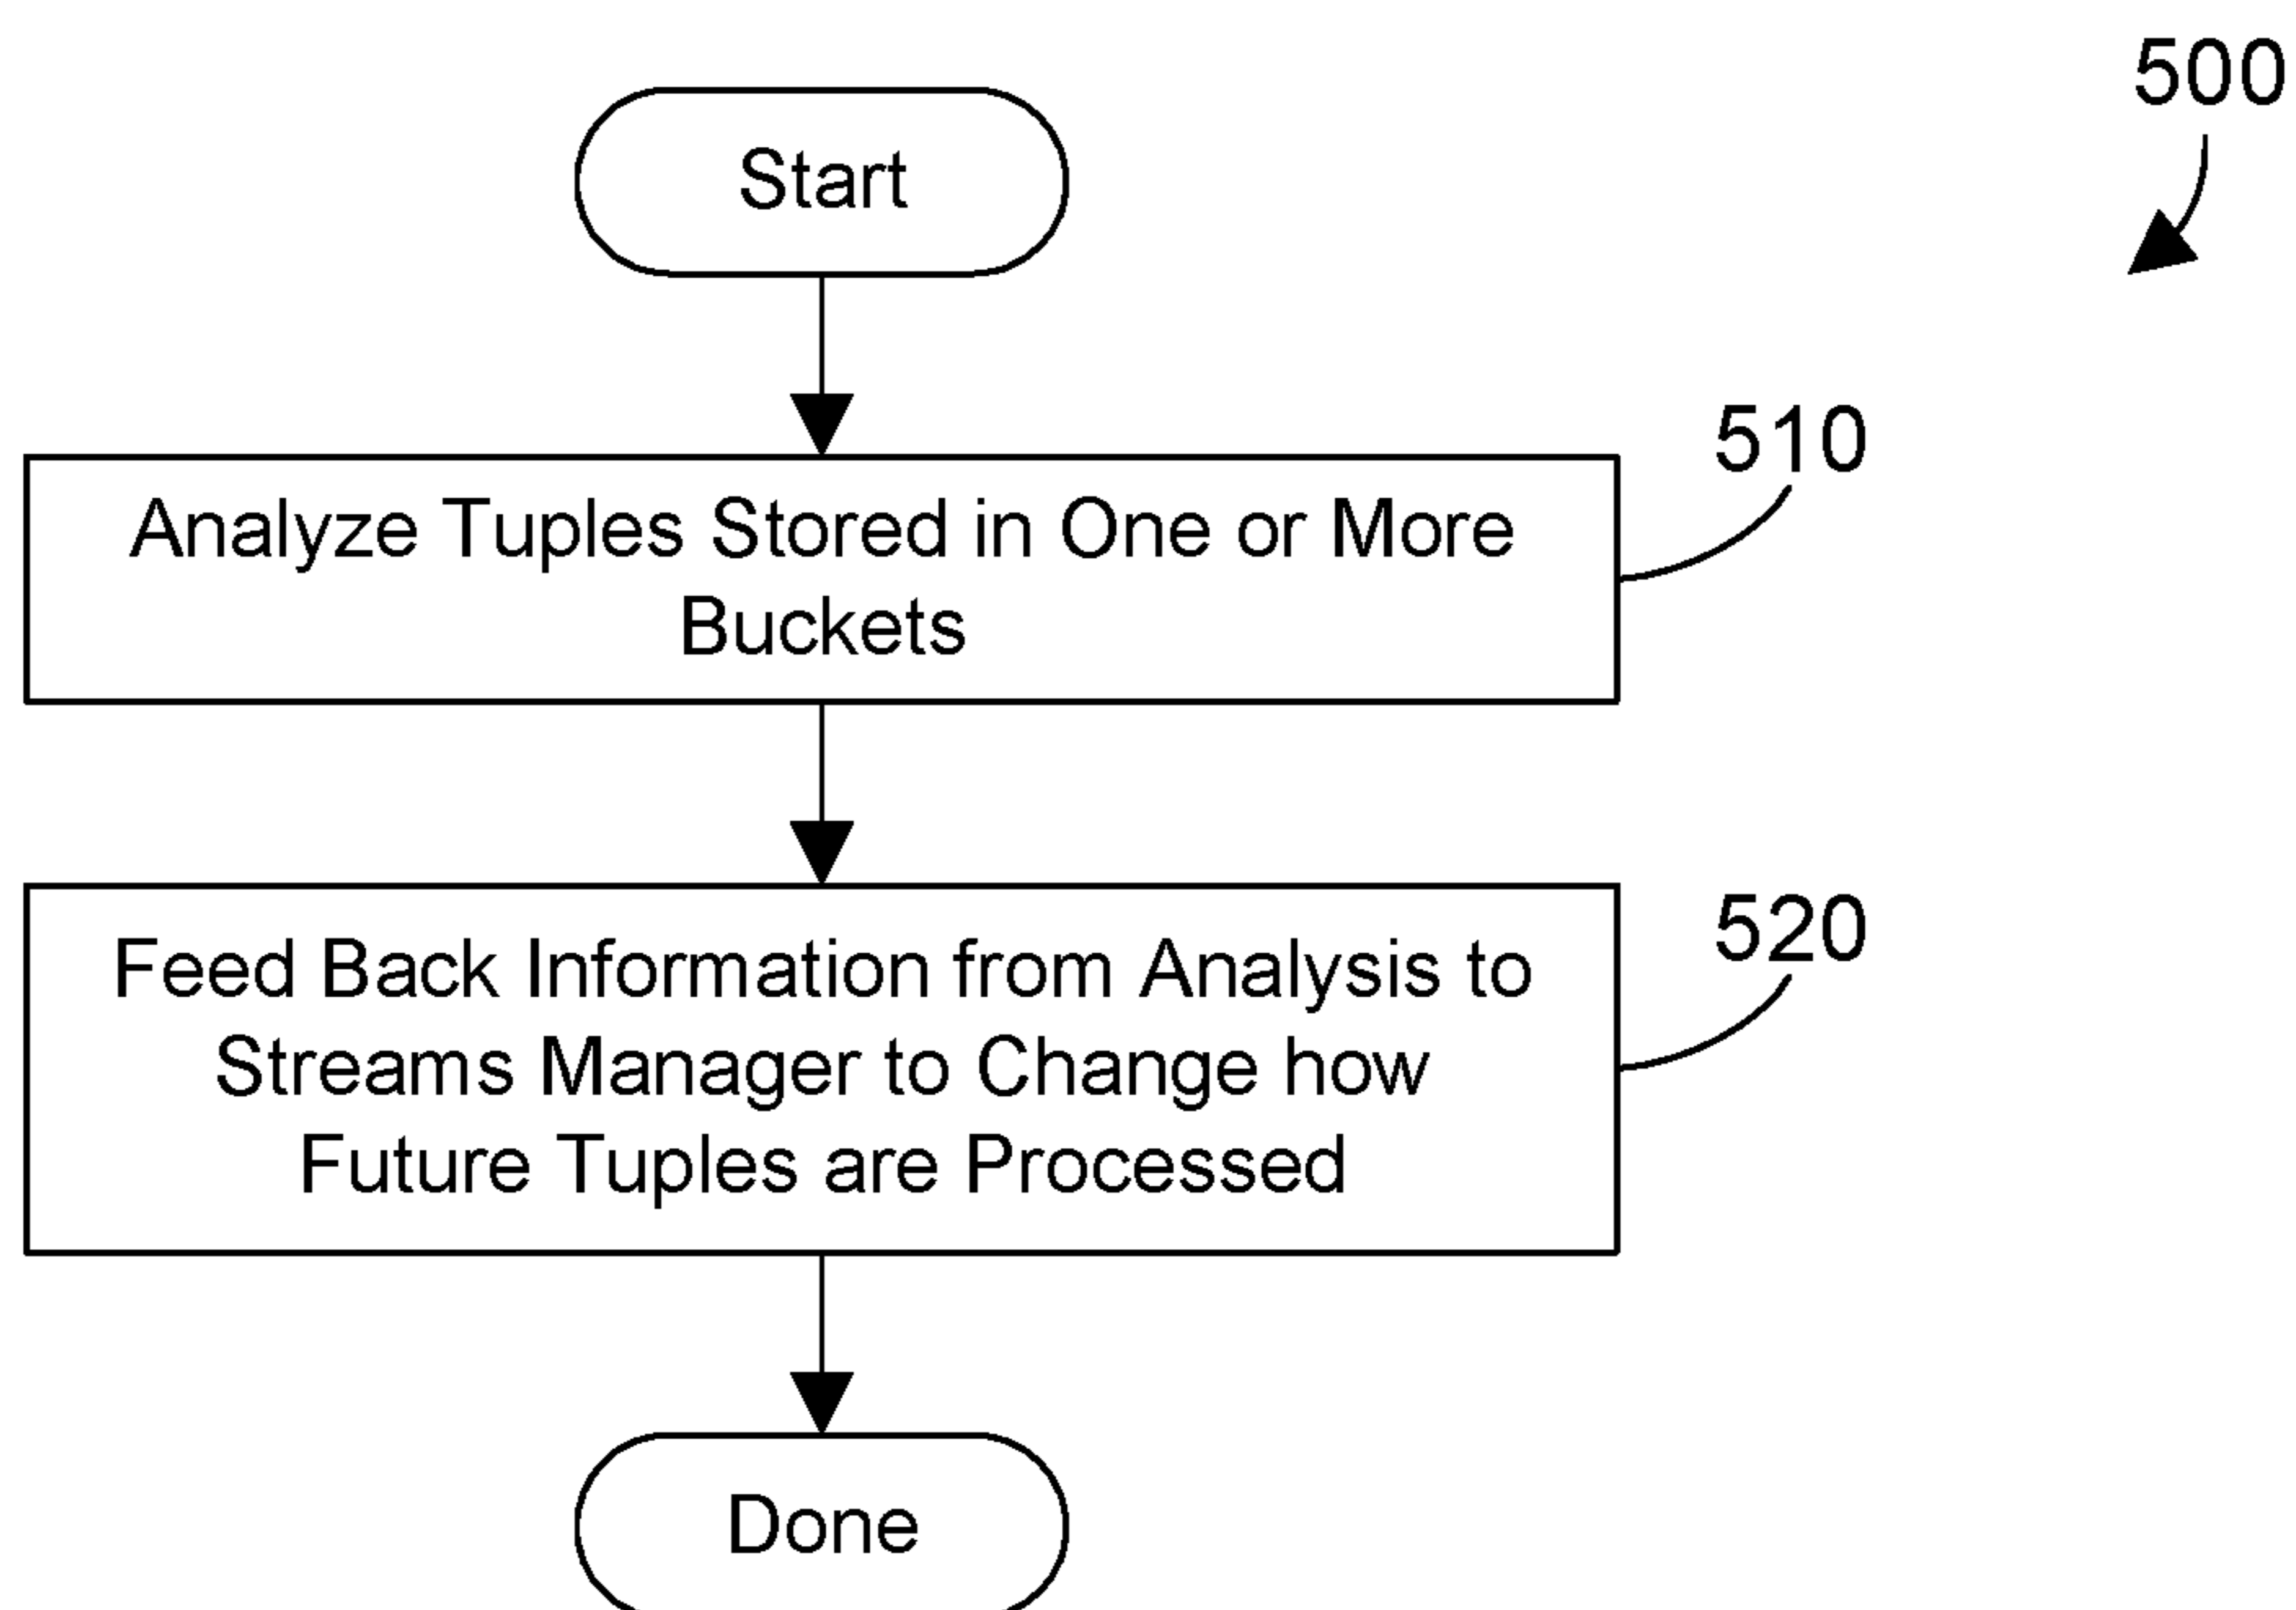 500
Start
510
Analyze Tuples Stored in One or More
Buckets
520
Feed Back Information from Analysis to
Streams Manager to Change how
Future Tuples are Processed
Done